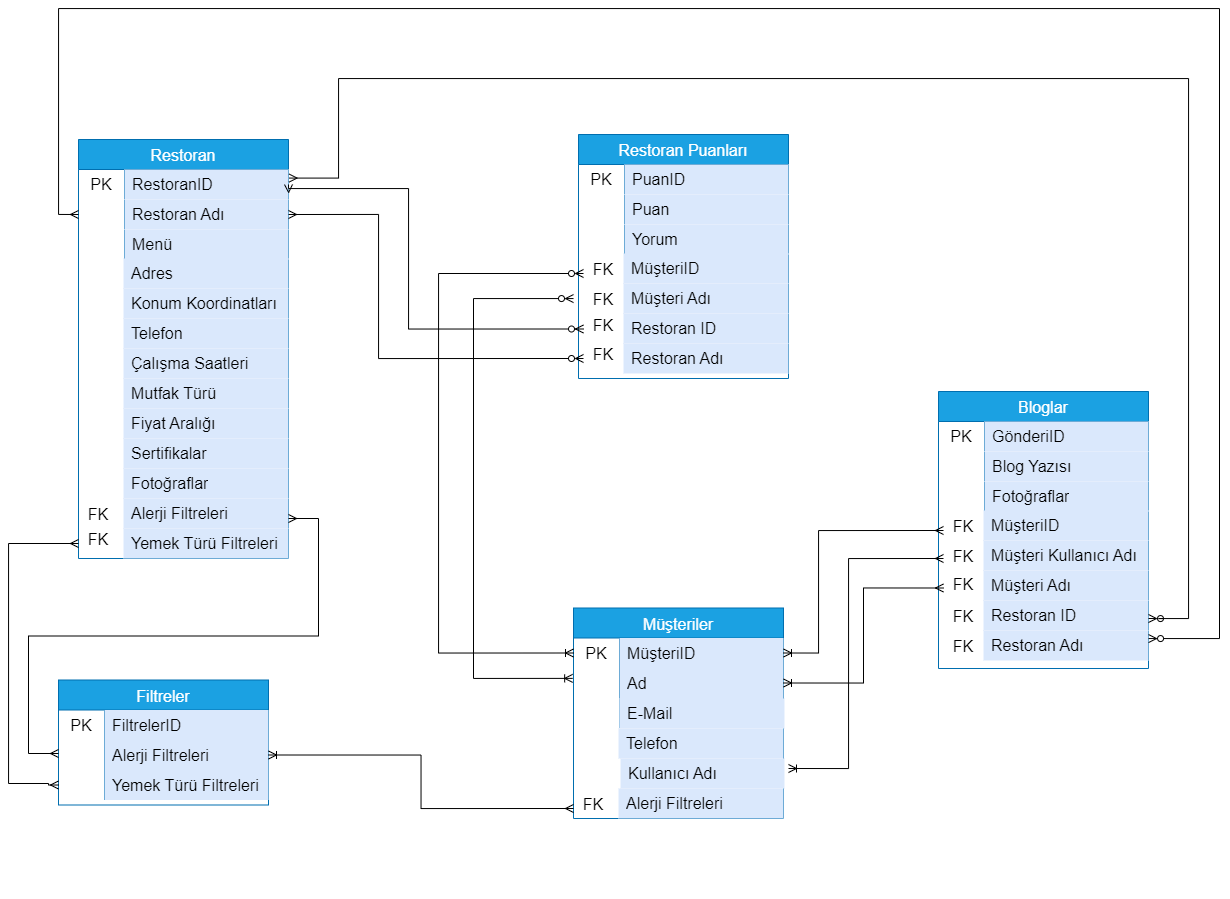 Restoran
PK RestoranID
Restoran Adı
Menü
Adres
Konum Koordinatları
Telefon
Çalışma Saatleri
Mutfak Türü
Fiyat Aralığı
Sertifikalar
Fotoğraflar
FK Alerji Filtreleri
FK Yemek Türü Filtreleri
Restoran Puanları
PK PuanID
Puan
Yorum
FK MüşteriID
FK Müşteri Adı
FK Restoran ID
FK Restoran Adı
Bloglar
PK GönderiID
Blog Yazısı
Fotoğraflar
FK MüşteriID
FK Müşteri Kullanıcı Adı
FK Müşteri Adı
FK Restoran ID
FK Restoran Adı
Müşteriler
PK MüşteriID
Ad
E-Mail
Telefon
Kullanıcı Adı
FK Alerji Filtreleri
Filtreler
PK FiltrelerID
Alerji Filtreleri
Yemek Türü Filtreleri